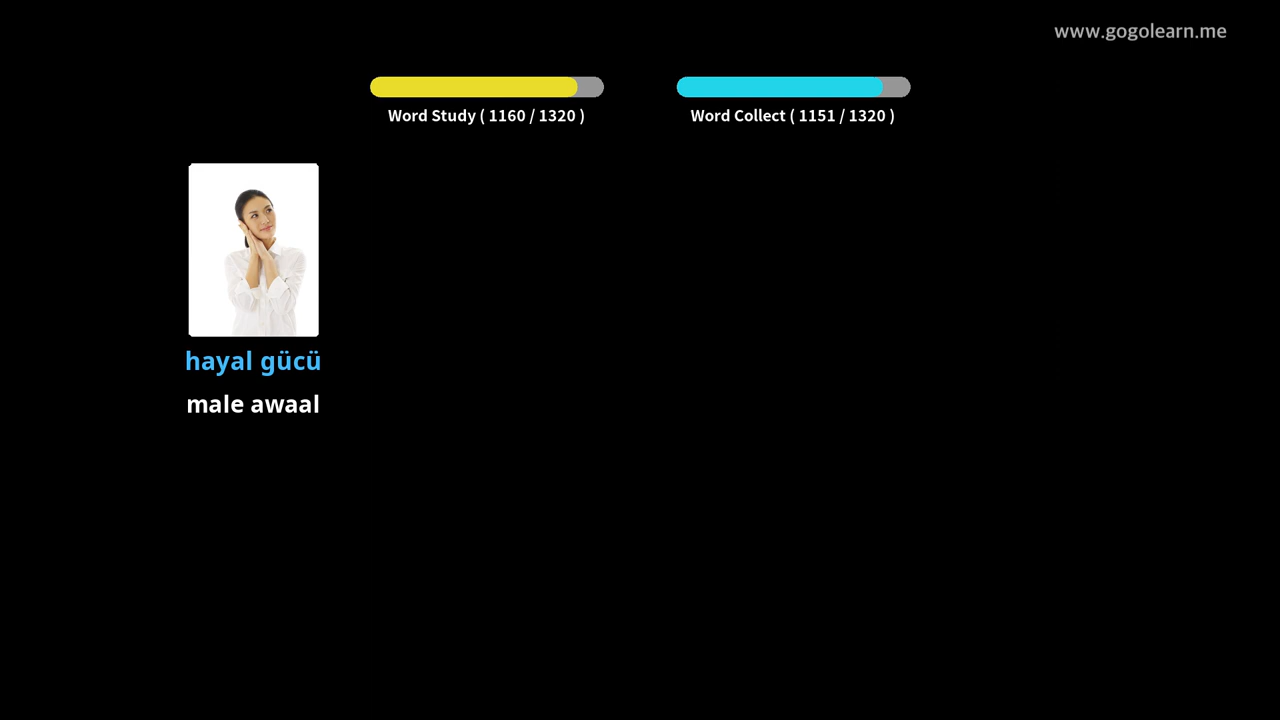 www.gogolearn.me
Word Study ( 1160 / 1320 )
Word Collect ( 1151 / 1320 )
hayal gücü
male awaal